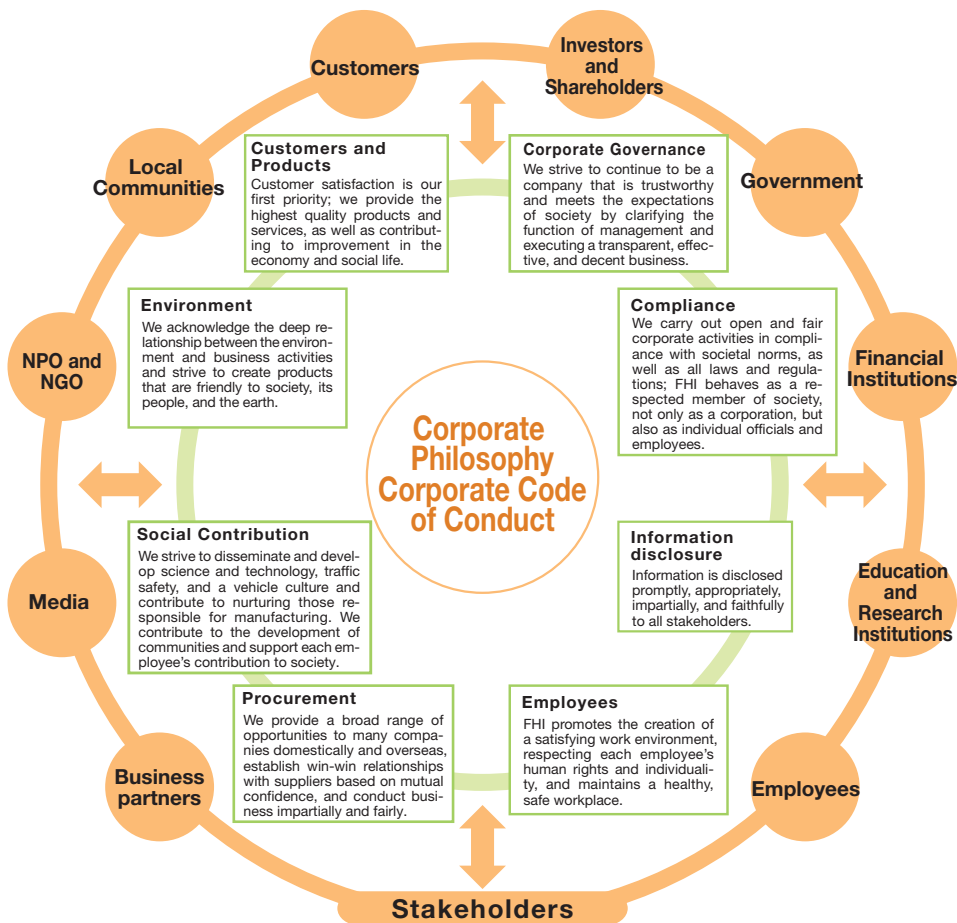 Customers
Investors
and
Shareholders
Local
Communities
Government
NPO and
NGO
Financial
Institutions
Media
Education
and
Research
Institutions
Business
partners
Employees
Stakeholders
Customers and
Products
Customer satisfaction is our
first priority; we provide the
highest quality products and
services, as well as contribut-
ing to improvement in the
economy and social life.
Corporate Governance
We strive to continue to be a
company that is trustworthy
and meets the expectations
of society by clarifying the
function of management and
executing a transparent, effec-
tive, and decent business.
Environment
We acknowledge the deep re-
lationship between the environ-
ment and business activities
and strive to create products
that are friendly to society, its
people, and the earth.
Compliance
We carry out open and fair
corporate activities in compli-
ance with societal norms, as
well as all laws and regula-
tions; FHI behaves as a re-
spected member of society,
not only as a corporation, but
also as individual officials and
employees.
Corporate
Philosophy
Corporate Code
of Conduct
Social Contribution
We strive to disseminate and devel-
op science and technology, traffic
safety, and a vehicle culture and
contribute to nurturing those re-
sponsible for manufacturing. We
contribute to the development of
communities and support each em-
ployee's contribution to society.
Information
disclosure
Information is disclosed
promptly, appropriately,
impartially, and faithfully
to all stakeholders.
Procurement
We provide a broad range of
opportunities to many compa-
nies domestically and overseas,
establish win-win relationships
with suppliers based on mutual
confidence, and conduct busi-
ness impartially and fairly.
Employees
FHI promotes the creation of
a satisfying work environment,
respecting each employee's
human rights and individuali-
ty, and maintains a healthy,
safe workplace.